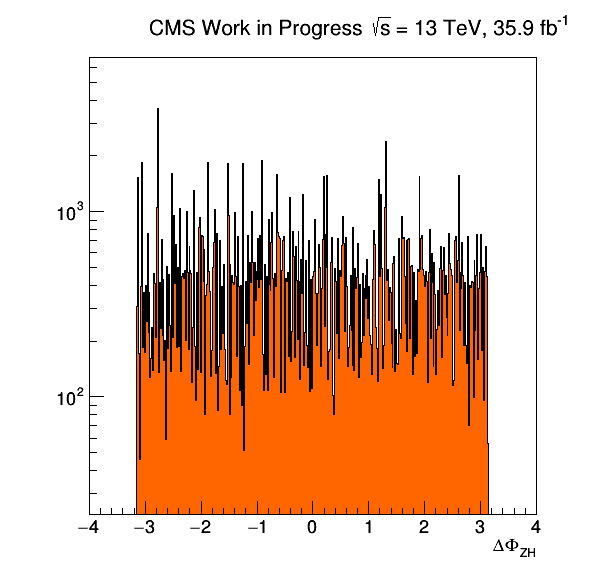 CMS Work in Progress √s = 13 TeV, 35.9 fb⁻¹
10³
10²
−4 −3 −2 −1 0 1 2 3 4
ΔΦ_ZH